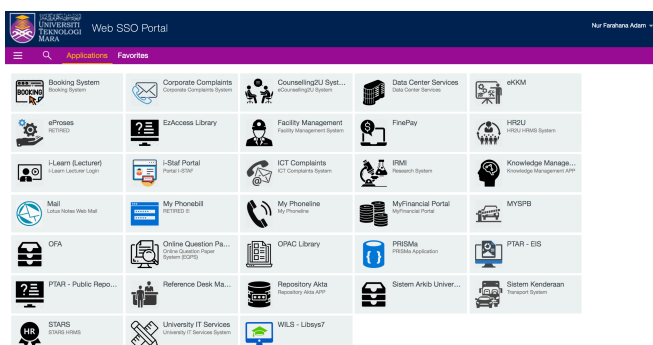 UNIVERSITI
TEKNOLOGI
MARA
Web SSO Portal
Nur Farahana Adam
Applications Favorites
Booking System
Booking System
BOOKING
Corporate Complaints
Corporate Complaints System
Counselling2U Syst...
eCounselling2U System
Data Center Services
Data Center Services
eKKM
eProses
RETIRED
EzAccess Library
Facility Management
Facility Management System
FinePay
HR2U
HR2U HRMS System
i-Learn (Lecturer)
i-Learn Lecturer Login
i-Staf Portal
Portal I-STAF
ICT Complaints
ICT Complaints System
IRMI
Research System
Knowledge Manage...
Knowledge Management APP
Mail
Lotus Notes Web Mail
My Phonebill
RETIRED !!!
My Phoneline
My Phoneline
MyFinancial Portal
MyFinancial Portal
MYSPB
OFA
Online Question Pa...
Online Question Paper
System (EQPS)
OPAC Library
PRISMa
PRISMa Application
PTAR - EIS
PTAR - Public Repo...
Reference Desk Ma...
Repository Akta
Repository Akta APP
Sistem Arkib Univer...
Sistem Kenderaan
Transport System
HR
STARS
STARS HRMS
University IT Services
University IT Services System
WILS - Libsys7